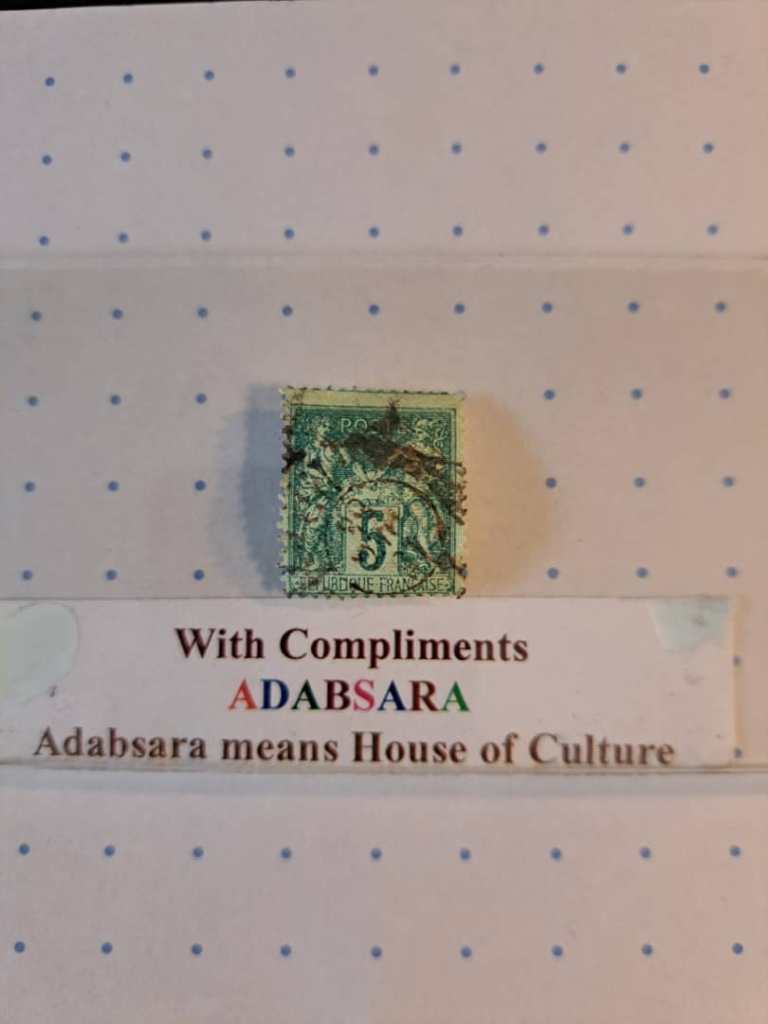 POSTES
5
REPUBLIQUE FRANCAISE
With Compliments
ADABSARA
Adabsara means House of Culture